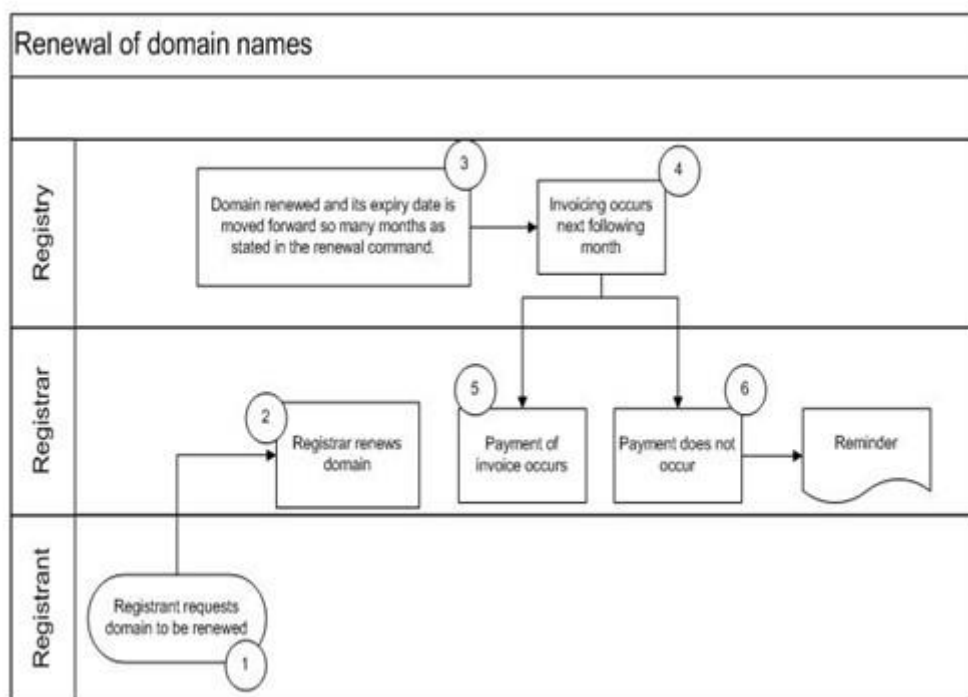 Renewal of domain names
Registry
3
Domain renewed and its expiry date is
moved forward so many months as
stated in the renewal command.
4
Invoicing occurs
next following
month
Registrar
2
Registrar renews
domain
5
Payment of
invoice occurs
6
Payment does not
occur
Reminder
Registrant
Registrant requests
domain to be renewed
1